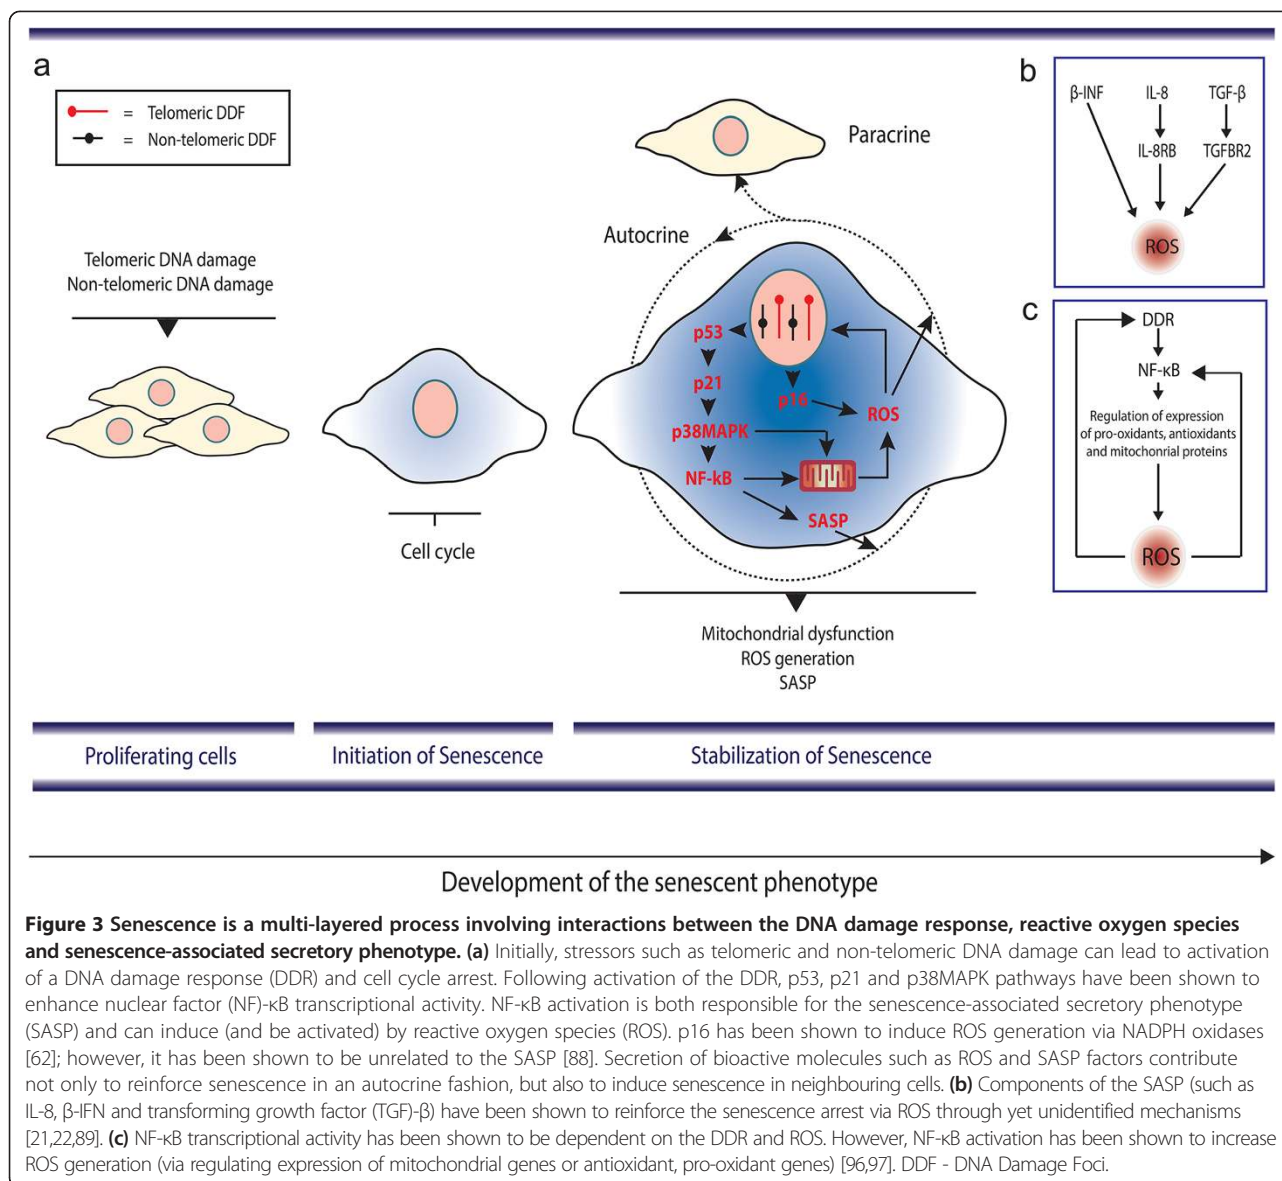 a
= Telomeric DDF
= Non-telomeric DDF
Telomeric DNA damage
Non-telomeric DNA damage
Cell cycle
Paracrine
Autocrine
p53
p21
p16
ROS
p38MAPK
NF-kB
SASP
Mitochondrial dysfunction
ROS generation
SASP
b
β-INF IL-8 TGF-β
IL-8RB TGFBR2
ROS
c
DDR
NF-κB
Regulation of expression
of pro-oxidants, antioxidants
and mitochonrial proteins
ROS
Proliferating cells
Initiation of Senescence
Stabilization of Senescence
Development of the senescent phenotype
Figure 3 Senescence is a multi-layered process involving interactions between the DNA damage response, reactive oxygen species
and senescence-associated secretory phenotype. (a) Initially, stressors such as telomeric and non-telomeric DNA damage can lead to activation
of a DNA damage response (DDR) and cell cycle arrest. Following activation of the DDR, p53, p21 and p38MAPK pathways have been shown to
enhance nuclear factor (NF)-κB transcriptional activity. NF-κB activation is both responsible for the senescence-associated secretory phenotype
(SASP) and can induce (and be activated) by reactive oxygen species (ROS). p16 has been shown to induce ROS generation via NADPH oxidases
[62]; however, it has been shown to be unrelated to the SASP [88]. Secretion of bioactive molecules such as ROS and SASP factors contribute
not only to reinforce senescence in an autocrine fashion, but also to induce senescence in neighbouring cells. (b) Components of the SASP (such as
IL-8, β-IFN and transforming growth factor (TGF)-β) have been shown to reinforce the senescence arrest via ROS through yet unidentified mechanisms
[21,22,89]. (c) NF-κB transcriptional activity has been shown to be dependent on the DDR and ROS. However, NF-κB activation has been shown to increase
ROS generation (via regulating expression of mitochondrial genes or antioxidant, pro-oxidant genes) [96,97]. DDF - DNA Damage Foci.